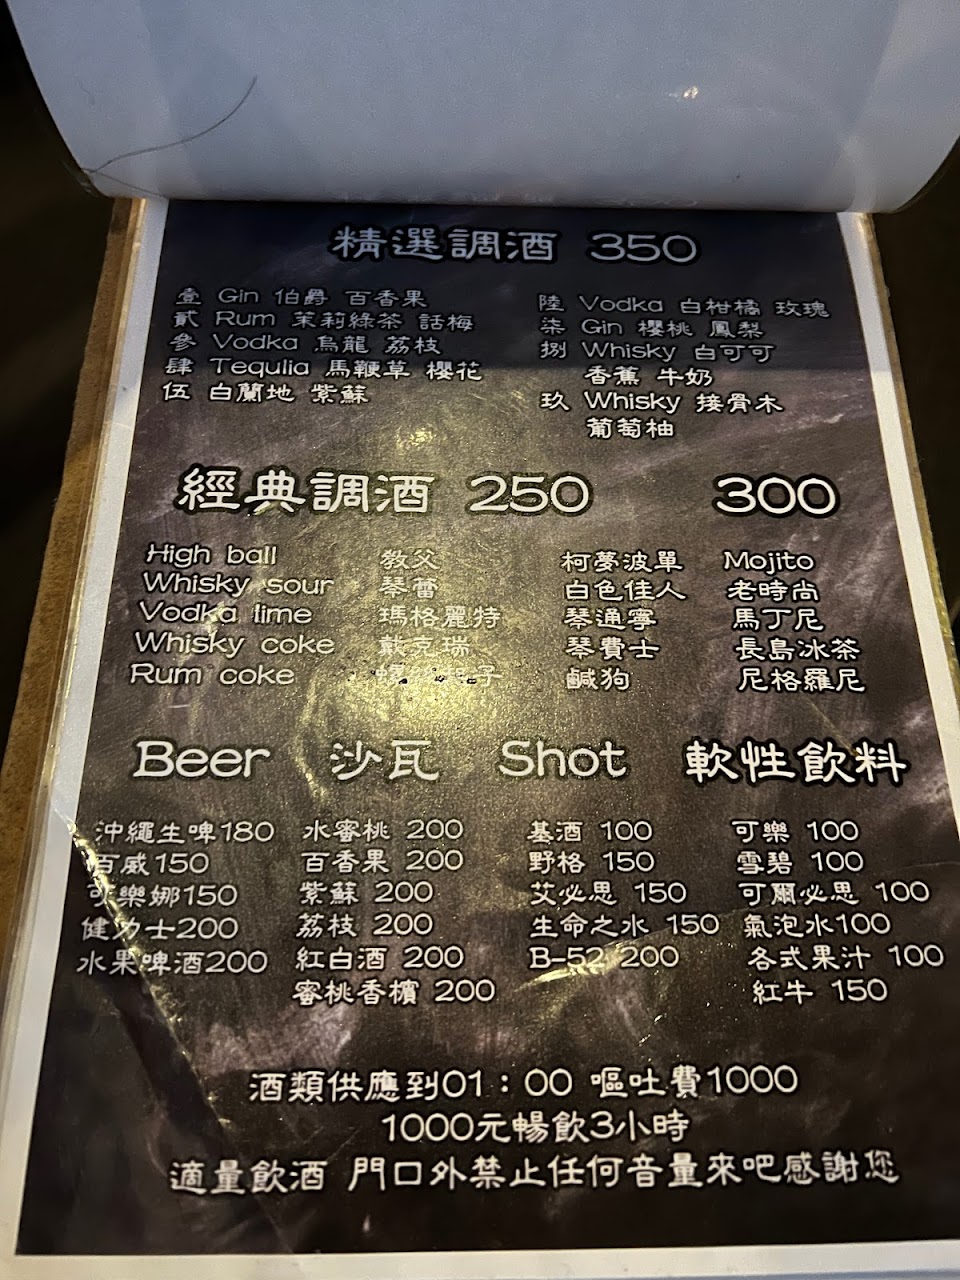 精選調酒 350
壹 Gin 伯爵 百香果
貳 Rum 茉莉綠茶 話梅
參 Vodka 烏龍 荔枝
肆 Tequlia 馬鞭草 櫻花
伍 白蘭地 紫蘇
陸 Vodka 白柑橘 玫瑰
柒 Gin 櫻桃 鳳梨
捌 Whisky 白可可
香蕉 牛奶
玖 Whisky 接骨木
葡萄柚
經典調酒 250 300
High ball
Whisky sour
Vodka lime
Whisky coke
Rum coke
教父
琴蕾
瑪格麗特
戴克瑞
子
柯夢波單
白色佳人
琴通寧
琴費士
鹹狗
Mojito
老時尚
馬丁尼
長島冰茶
尼格羅尼
Beer 沙瓦 Shot 軟性飲料
沖繩生啤180
百威150
可樂娜150
健力士200
水果啤酒200
水蜜桃 200
百香果 200
紫蘇 200
荔枝 200
紅白酒 200
蜜桃香檳 200
基酒 100
野格 150
艾必思 150
生命之水 150
B-52 200
可樂 100
雪碧 100
可爾必思 100
氣泡水100
各式果汁 100
紅牛 150
酒類供應到01：00 嘔吐費1000
1000元暢飲3小時
適量飲酒 門口外禁止任何音量來吧感謝您